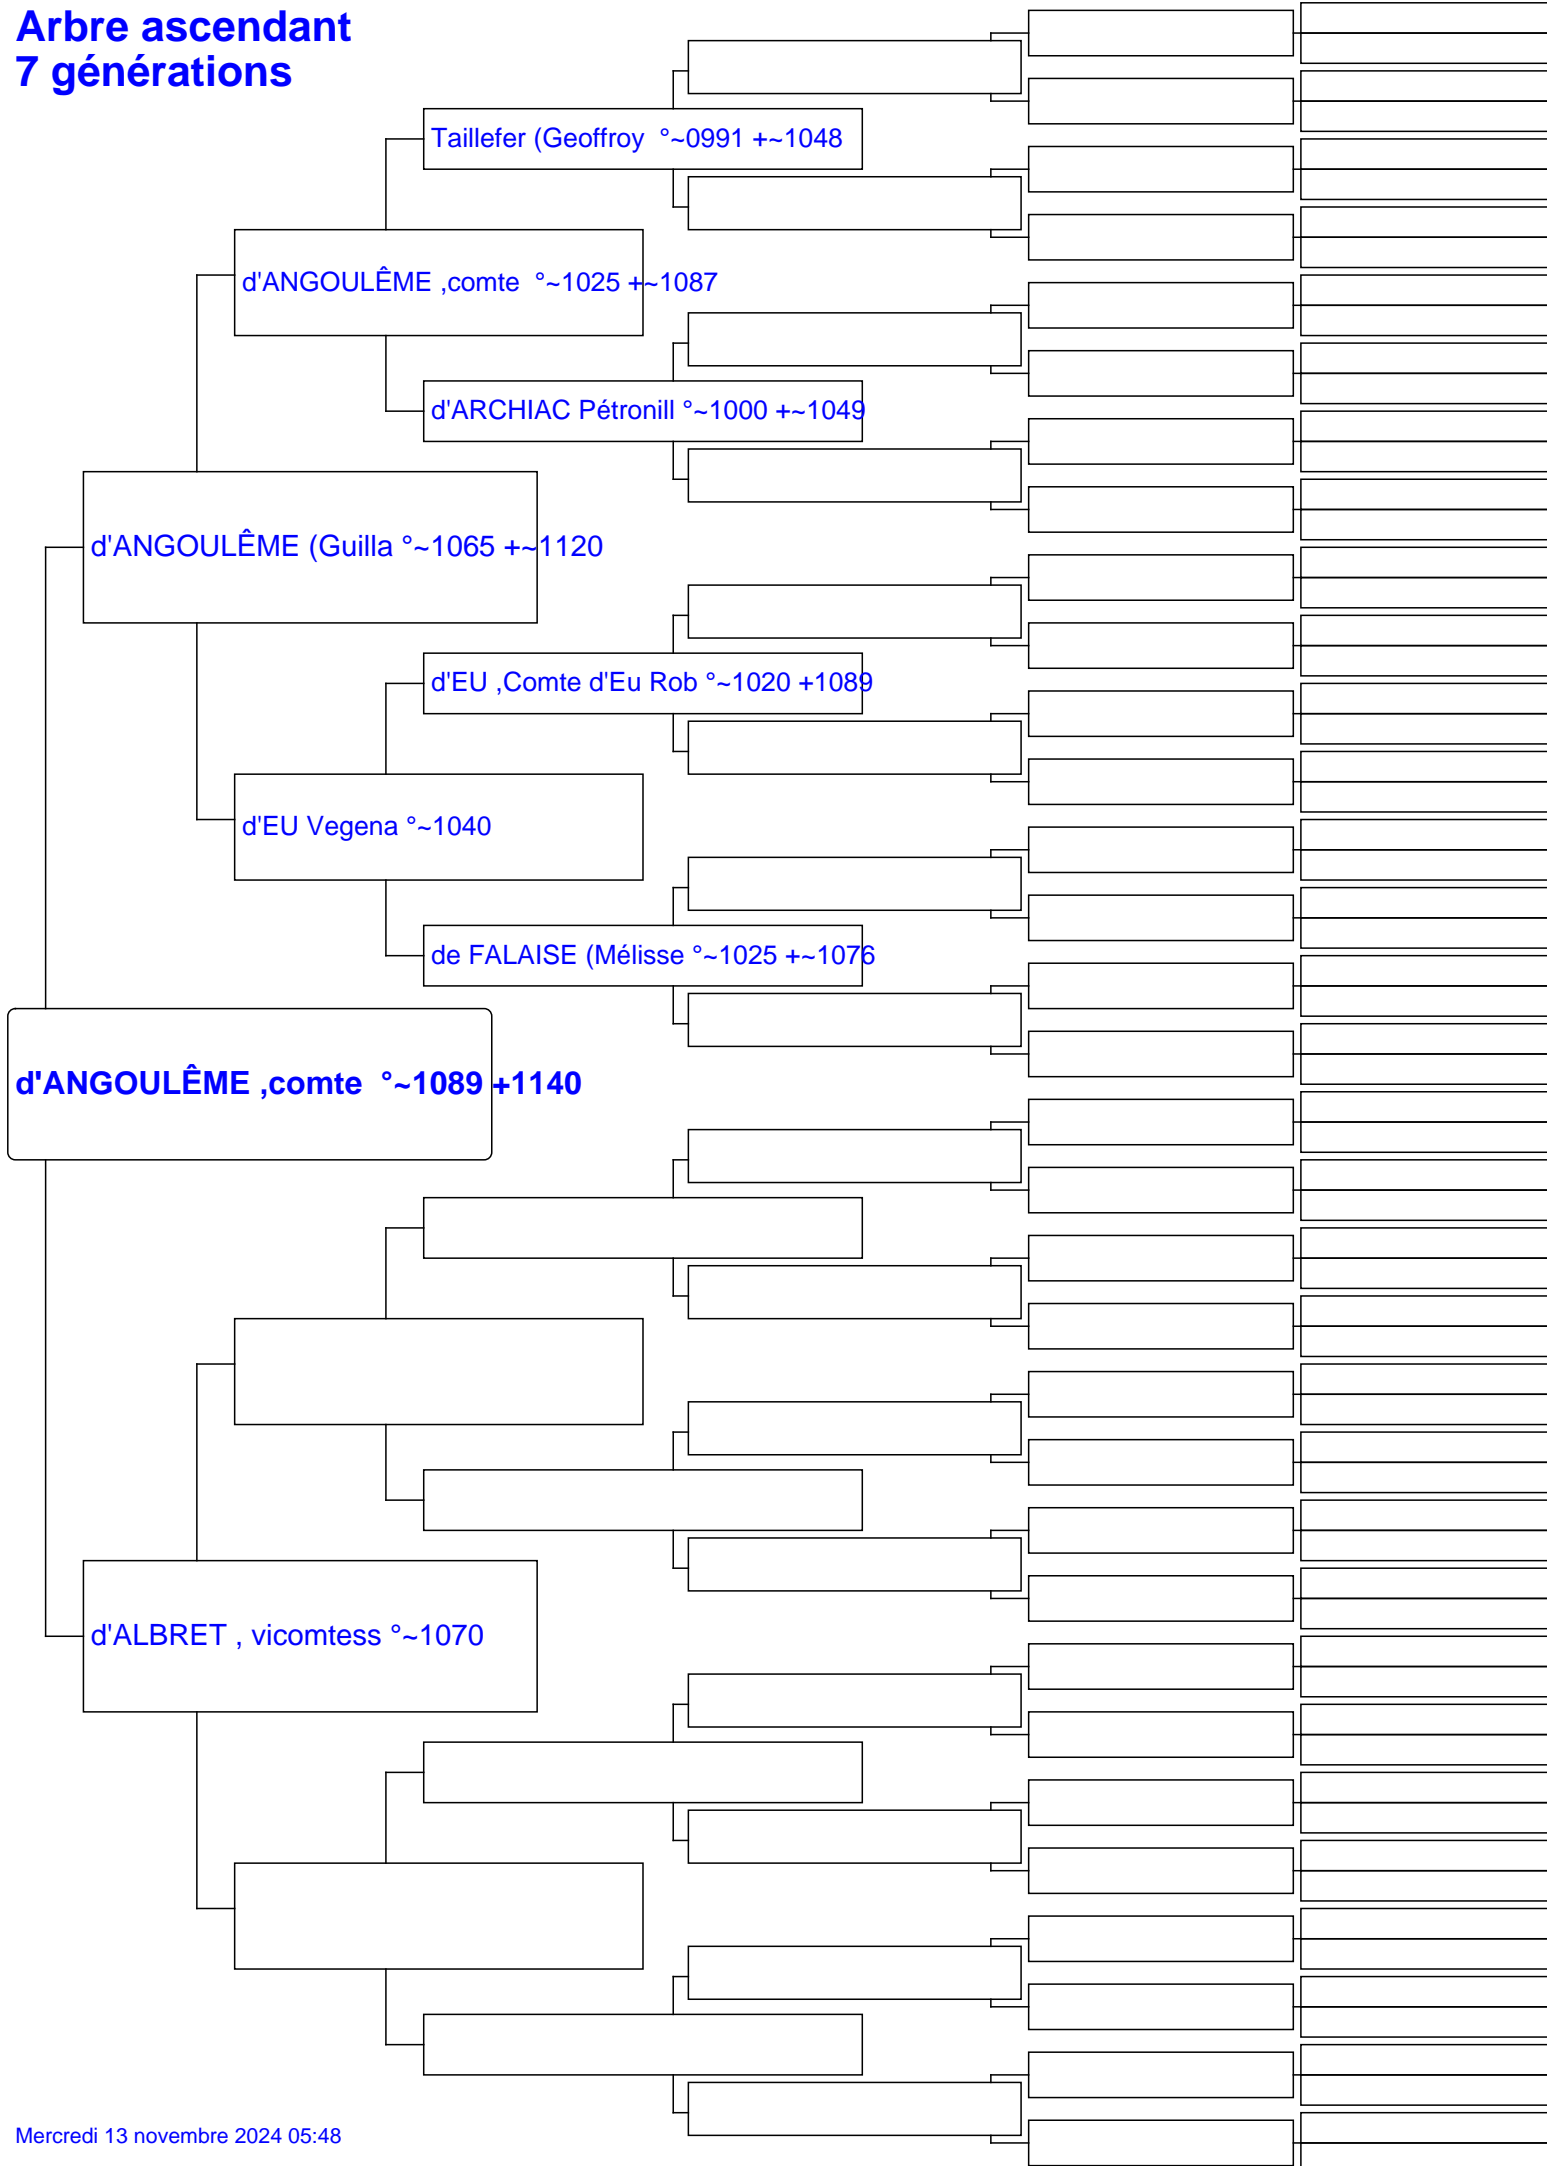 Arbre ascendant
7 générations
Taillefer (Geoffroy  °~0991 +~1048
d'ANGOULÊME ,comte  °~1025 +~1087
d'ARCHIAC Pétronill °~1000 +~1049
d'ANGOULÊME (Guilla °~1065 +~1120
d'EU ,Comte d'Eu Rob °~1020 +1089
d'EU Vegena °~1040
de FALAISE (Mélisse °~1025 +~1076
d'ANGOULÊME ,comte  °~1089 +1140
d'ALBRET , vicomtess °~1070
Mercredi 13 novembre 2024 05:48